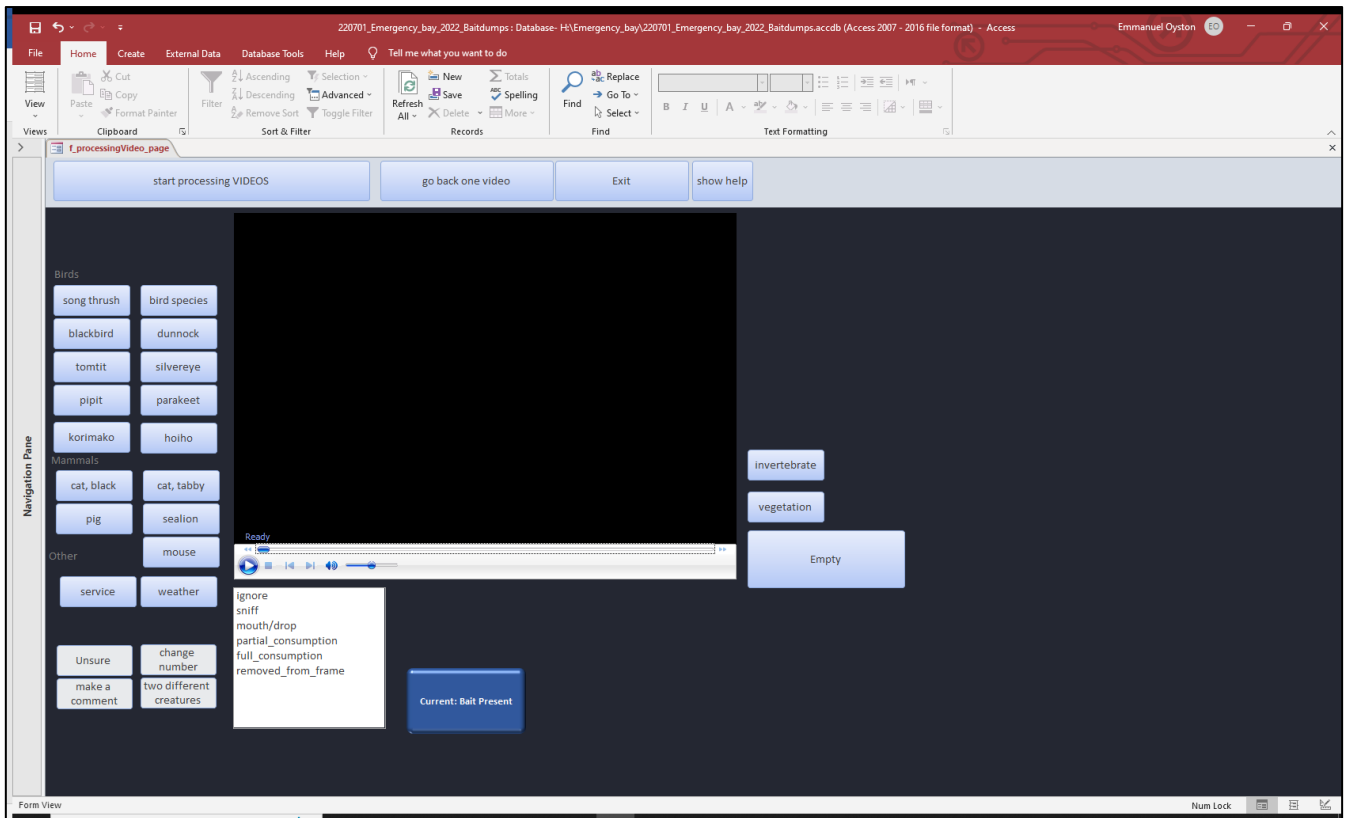 220701_Emergency_bay_2022_Baitdumps : Database- H:\Emergency_bay\220701_Emergency_bay_2022_Baitdumps.accdb (Access 2007 - 2016 file format) - Access
Emmanuel Oyston EO
File Home Create External Data Database Tools Help Tell me what you want to do
View
Views
Paste
Cut
Copy
Format Painter
Clipboard
Filter
Ascending
Descending
Remove Sort
Selection
Advanced
Toggle Filter
Sort & Filter
Refresh All
New
Save
Delete
Totals
Spelling
More
Records
Find
Replace
Go To
Select
Find
B I U A
Text Formatting
f_processingVideo_page
start processing VIDEOS
go back one video
Exit
show help
Navigation Pane
Birds
song thrush bird species
blackbird dunnock
tomtit silvereye
pipit parakeet
korimako hoiho
Mammals
cat, black cat, tabby
pig sealion
mouse
Other
service weather
Unsure
change
number
make a
comment
two different
creatures
Ready
ignore
sniff
mouth/drop
partial_consumption
full_consumption
removed_from_frame
Current: Bait Present
invertebrate
vegetation
Empty
Form View
Num Lock